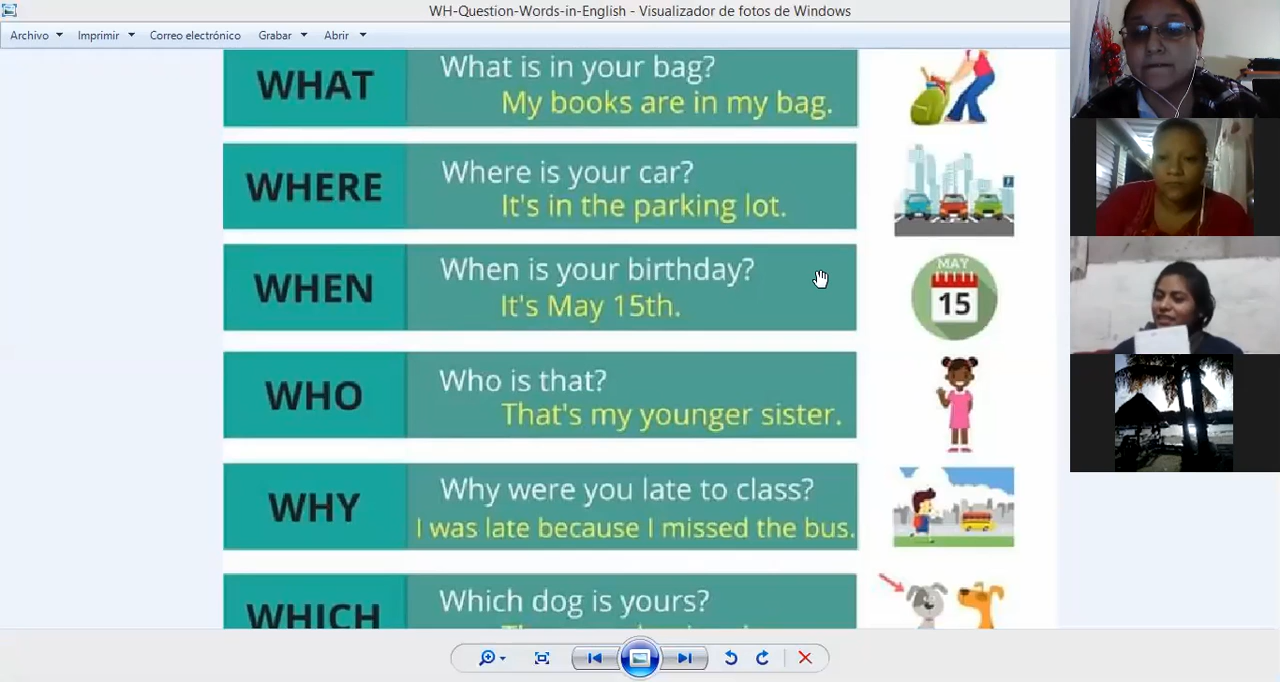 WH-Question-Words-in-English - Visualizador de fotos de Windows
Archivo Imprimir Correo electrónico Grabar Abrir
WHAT
What is in your bag?
My books are in my bag.
WHERE
Where is your car?
It's in the parking lot.
WHEN
When is your birthday?
It's May 15th.
MAY
15
WHO
Who is that?
That's my younger sister.
WHY
Why were you late to class?
I was late because I missed the bus.
WHICH
Which dog is yours?